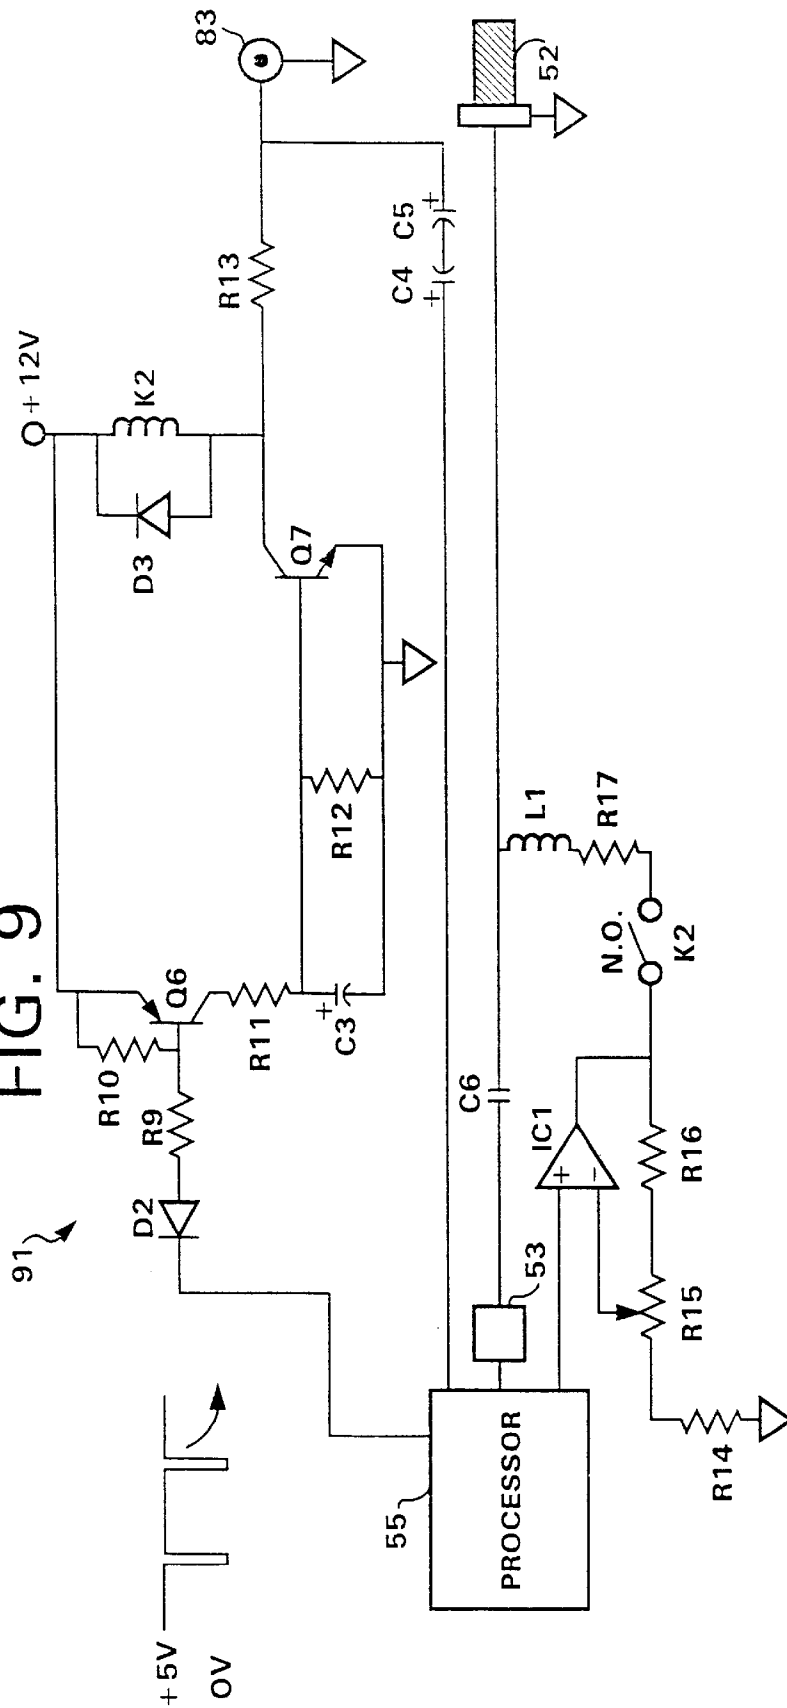 FIG. 9
91
+5V
0V
+12V
83
D3
K2
R13
Q7
R10
Q6
R9
D2
R11
+
C3
R12
C4
+
C5
+
52
C6
L1
R17
N.O.
K2
IC1
+
−
R16
R15
R14
53
55
PROCESSOR